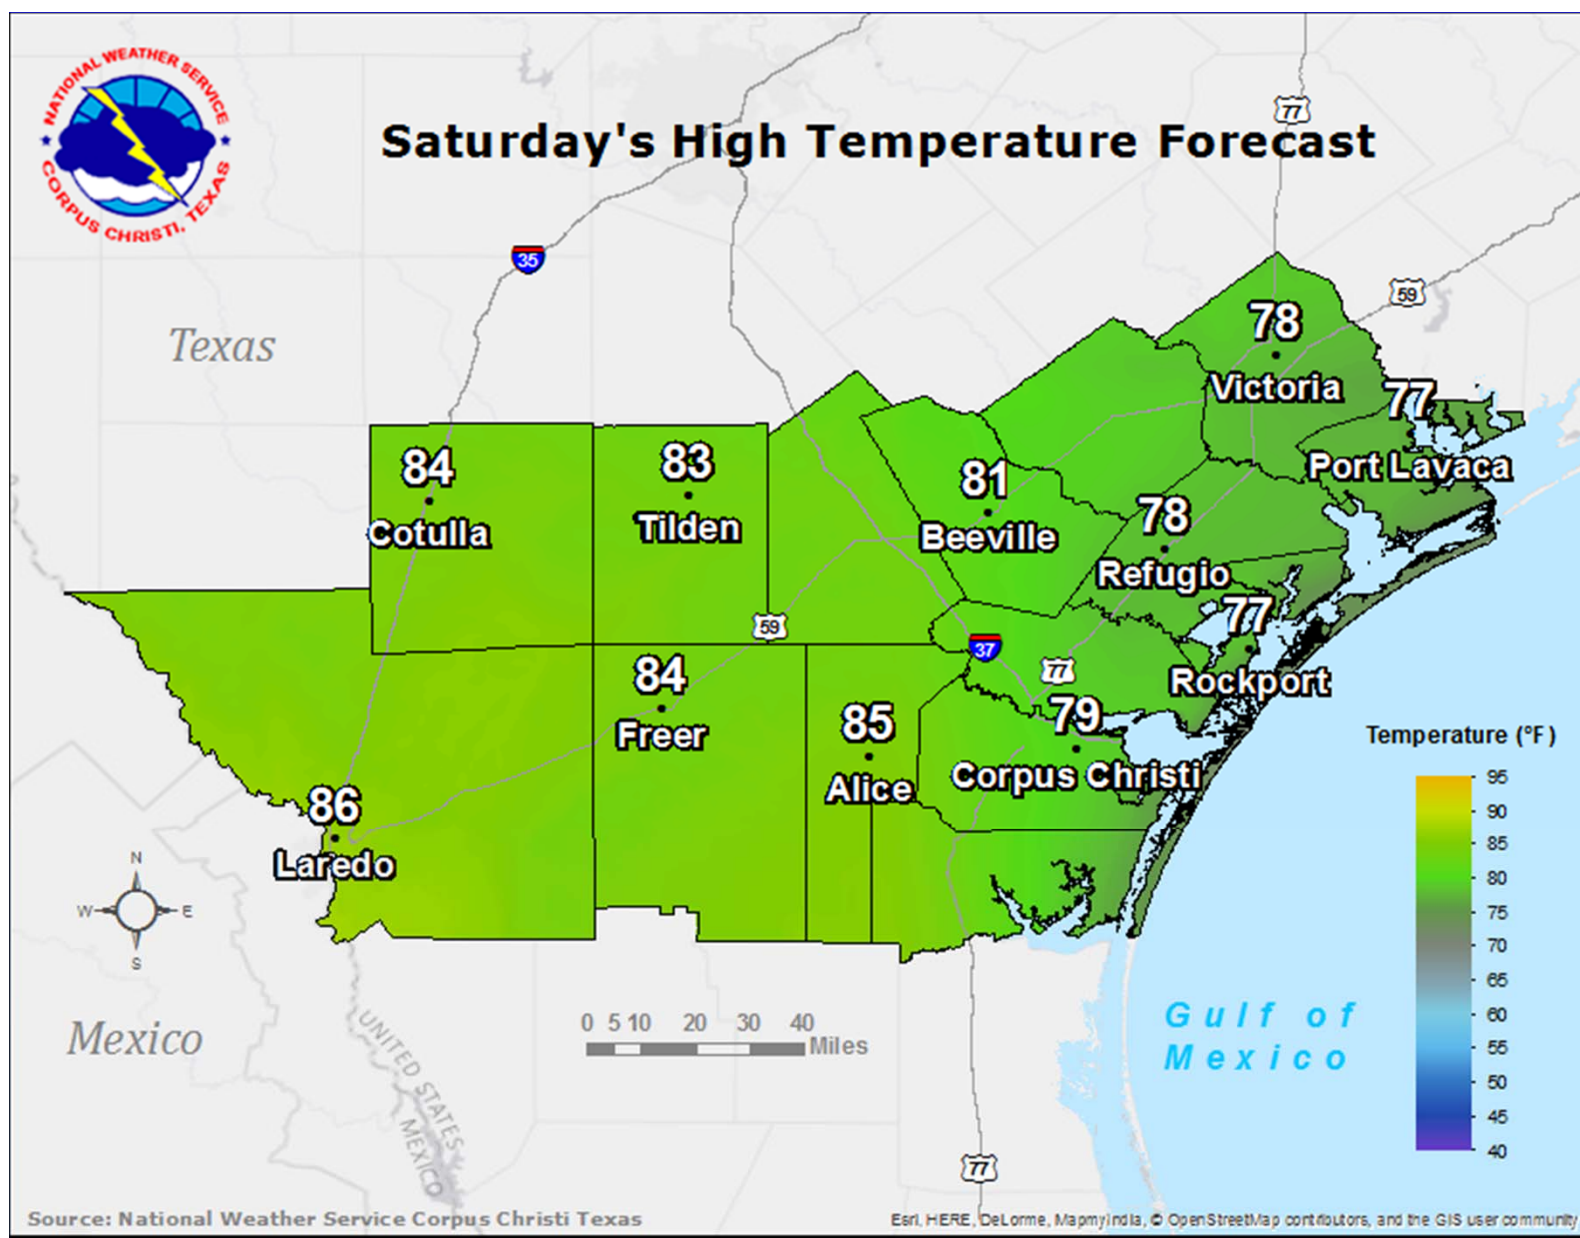 NATIONAL WEATHER SERVICE
CORPUS CHRISTI, TEXAS
Saturday's High Temperature Forecast
77
35
59
Texas
78
Victoria
77
Port Lavaca
84
Cotulla
83
Tilden
81
Beeville
78
Refugio
59
77
Rockport
37
77
84
Freer
85
Alice
79
Corpus Christi
86
Laredo
Temperature (°F)
95
90
85
80
75
70
65
60
55
50
45
40
N
W
E
S
Mexico
UNITED STATES
MEXICO
0 5 10 20 30 40
Miles
Gulf of
Mexico
77
Source: National Weather Service Corpus Christi Texas
Esri, HERE, DeLorme, MapmyIndia, © OpenStreetMap contributors, and the GIS user community